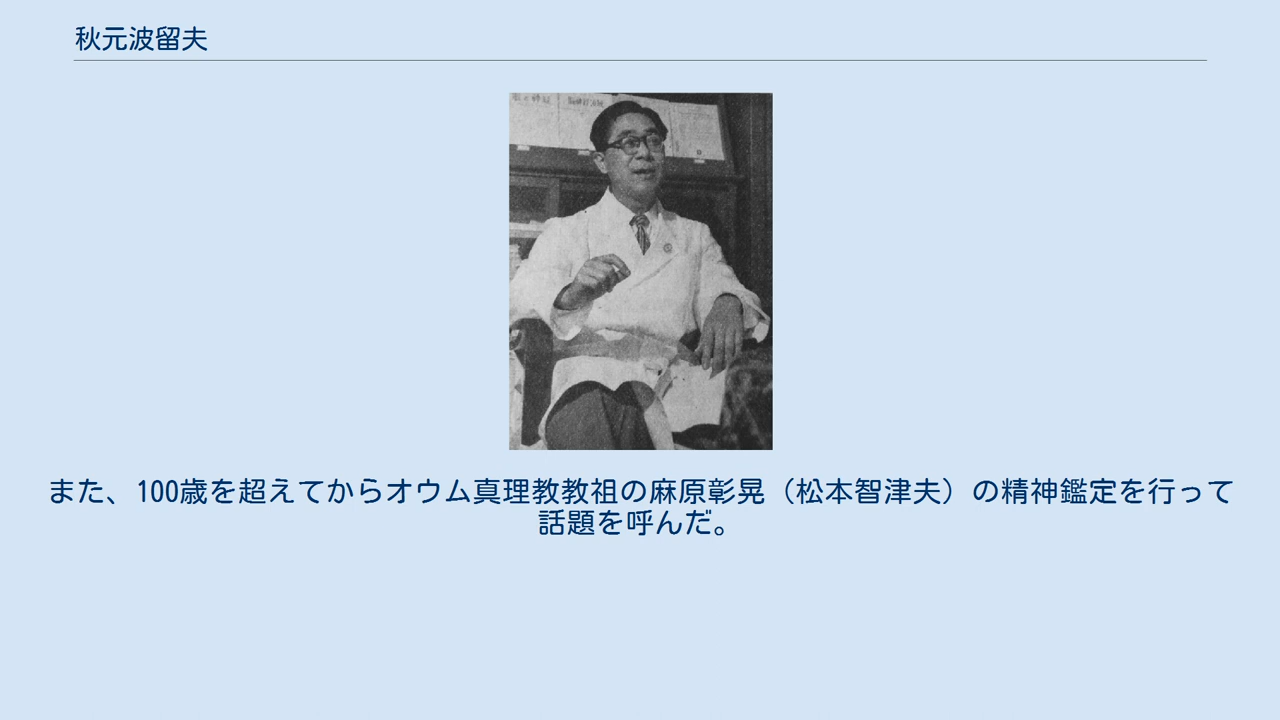 秋元波留夫
また、100歳を超えてからオウム真理教教祖の麻原彰晃（松本智津夫）の精神鑑定を行って
話題を呼んだ。